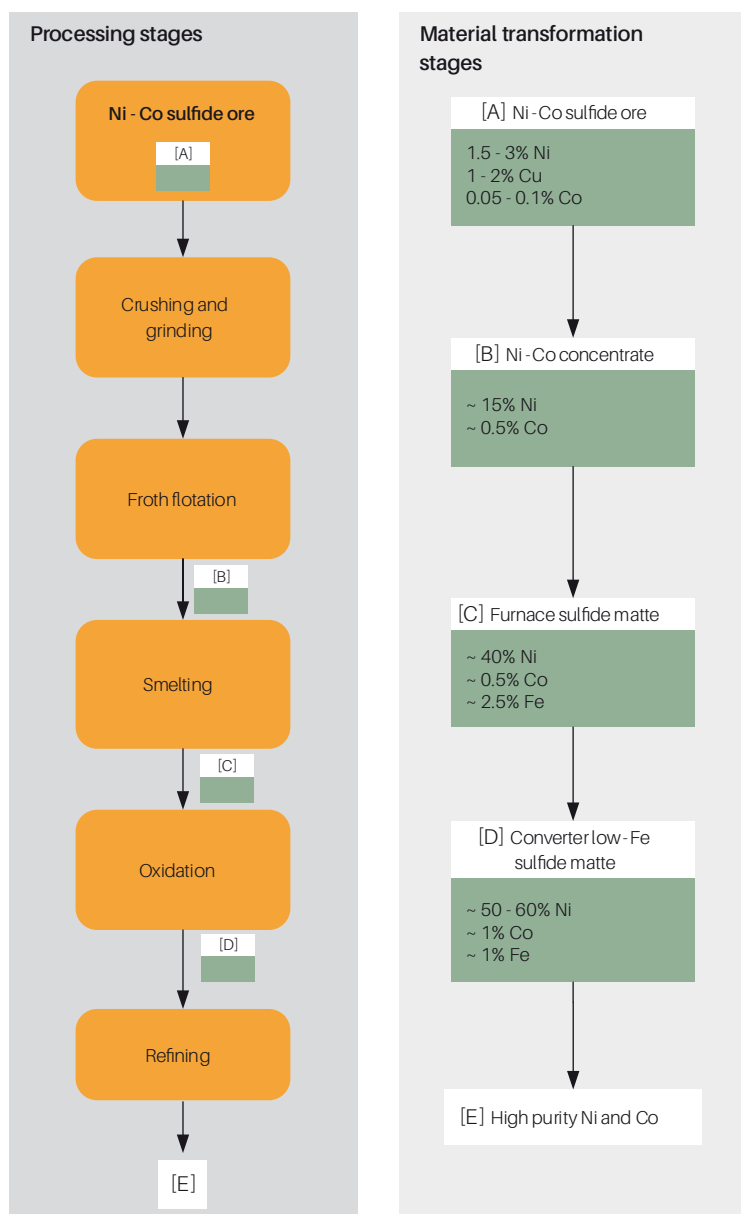 Processing stages
Ni - Co sulfide ore
[A]
Crushing and
grinding
Froth flotation
[B]
Smelting
[C]
Oxidation
[D]
Refining
[E]
Material transformation
stages
[A] Ni - Co sulfide ore
1.5 - 3% Ni
1 - 2% Cu
0.05 - 0.1% Co
[B] Ni - Co concentrate
~ 15% Ni
~ 0.5% Co
[C] Furnace sulfide matte
~ 40% Ni
~ 0.5% Co
~ 2.5% Fe
[D] Converter low - Fe
sulfide matte
~ 50 - 60% Ni
~ 1% Co
~ 1% Fe
[E] High purity Ni and Co